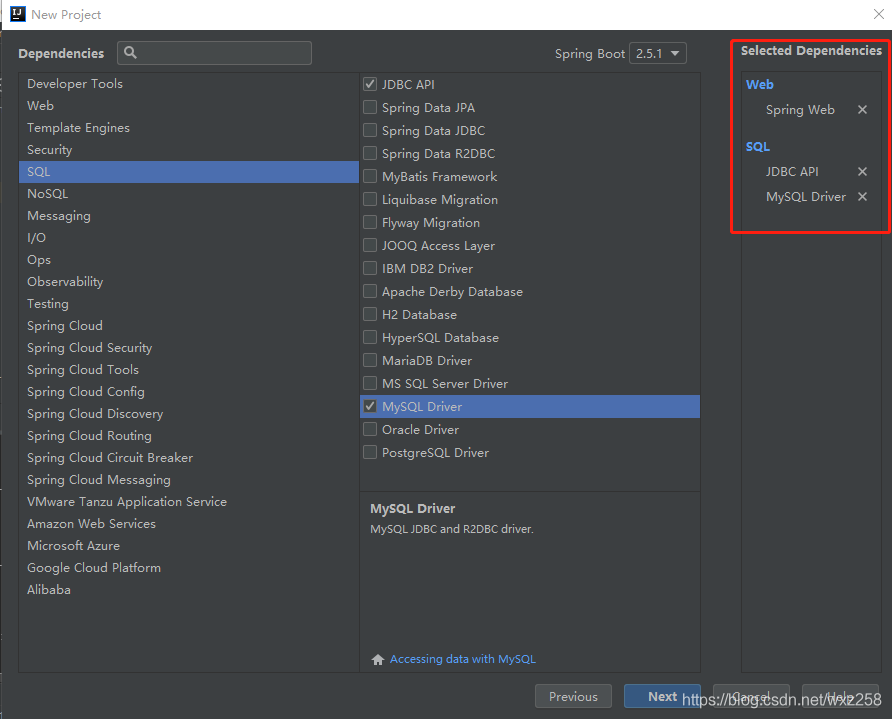 New Project
Dependencies
Spring Boot 2.5.1
Developer Tools
Web
Template Engines
Security
SQL
NoSQL
Messaging
I/O
Ops
Observability
Testing
Spring Cloud
Spring Cloud Security
Spring Cloud Tools
Spring Cloud Config
Spring Cloud Discovery
Spring Cloud Routing
Spring Cloud Circuit Breaker
Spring Cloud Messaging
VMware Tanzu Application Service
Amazon Web Services
Microsoft Azure
Google Cloud Platform
Alibaba
JDBC API
Spring Data JPA
Spring Data JDBC
Spring Data R2DBC
MyBatis Framework
Liquibase Migration
Flyway Migration
JOOQ Access Layer
IBM DB2 Driver
Apache Derby Database
H2 Database
HyperSQL Database
MariaDB Driver
MS SQL Server Driver
MySQL Driver
Oracle Driver
PostgreSQL Driver
MySQL Driver
MySQL JDBC and R2DBC driver.
Accessing data with MySQL
Selected Dependencies
Web
Spring Web
SQL
JDBC API
MySQL Driver
Previous
Next
Cancel
Help
https://blog.csdn.net/wxz258